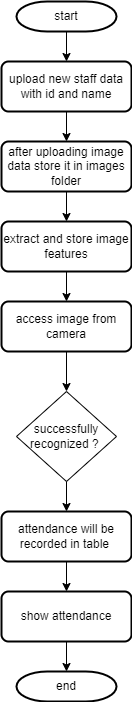 start
upload new staff data
with id and name
after uploading image
data store it in images
folder
extract and store image
features
access image from
camera
successfully
recognized ?
attendance will be
recorded in table
show attendance
end